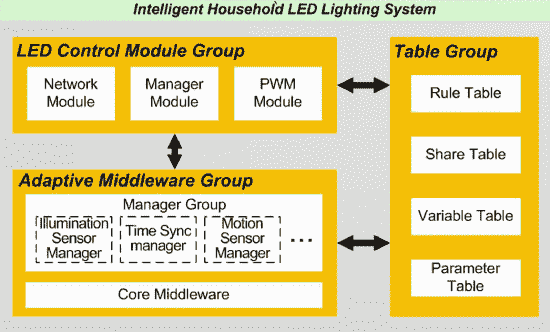 Intelligent Household LED Lighting System
LED Control Module Group
Network
Module
Manager
Module
PWM
Module
Table Group
Rule Table
Share Table
Variable Table
Parameter
Table
Adaptive Middleware Group
Manager Group
Illumination
Sensor
Manager
Time Sync
manager
Motion
Sensor
Manager
...
Core Middleware